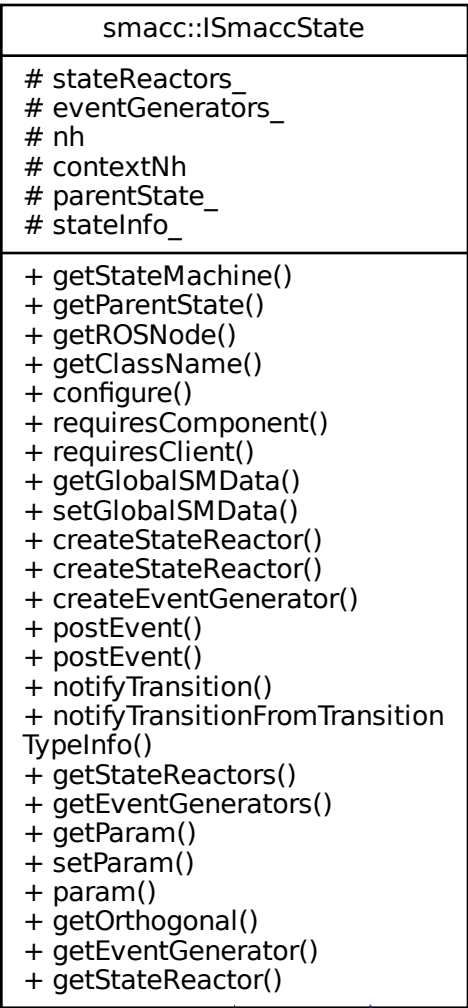 smacc::ISmaccState
# stateReactors_
# eventGenerators_
# nh
# contextNh
# parentState_
# stateInfo_
+ getStateMachine()
+ getParentState()
+ getROSNode()
+ getClassName()
+ configure()
+ requiresComponent()
+ requiresClient()
+ getGlobalSMData()
+ setGlobalSMData()
+ createStateReactor()
+ createStateReactor()
+ createEventGenerator()
+ postEvent()
+ postEvent()
+ notifyTransition()
+ notifyTransitionFromTransition
TypeInfo()
+ getStateReactors()
+ getEventGenerators()
+ getParam()
+ setParam()
+ param()
+ getOrthogonal()
+ getEventGenerator()
+ getStateReactor()